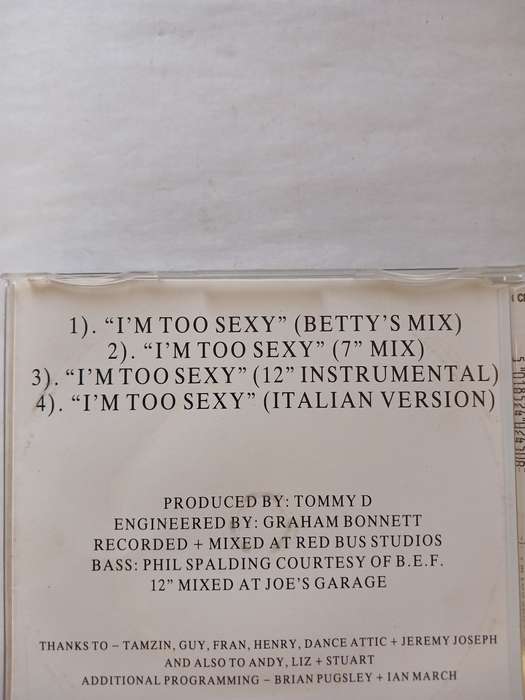 1). “I'M TOO SEXY” (BETTY'S MIX)
2). “I'M TOO SEXY” (7” MIX)
3). “I'M TOO SEXY” (12” INSTRUMENTAL)
4). “I'M TOO SEXY” (ITALIAN VERSION)
PRODUCED BY: TOMMY D
ENGINEERED BY: GRAHAM BONNETT
RECORDED + MIXED AT RED BUS STUDIOS
BASS: PHIL SPALDING COURTESY OF B.E.F.
12” MIXED AT JOE'S GARAGE
THANKS TO – TAMZIN, GUY, FRAN, HENRY, DANCE ATTIC + JEREMY JOSEPH
AND ALSO TO ANDY, LIZ + STUART
ADDITIONAL PROGRAMMING – BRIAN PUGSLEY + IAN MARCH